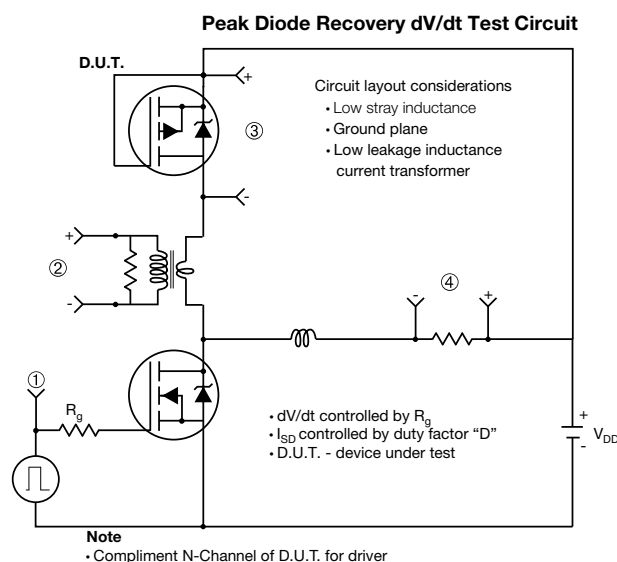 Peak Diode Recovery dV/dt Test Circuit
D.U.T.
+
Circuit layout considerations
• Low stray inductance
• Ground plane
• Low leakage inductance
current transformer
③
-
+
②
-
-
④
+
①
Rg
• dV/dt controlled by Rg
• ISD controlled by duty factor “D”
• D.U.T. - device under test
+
VDD
-
Note
• Compliment N-Channel of D.U.T. for driver